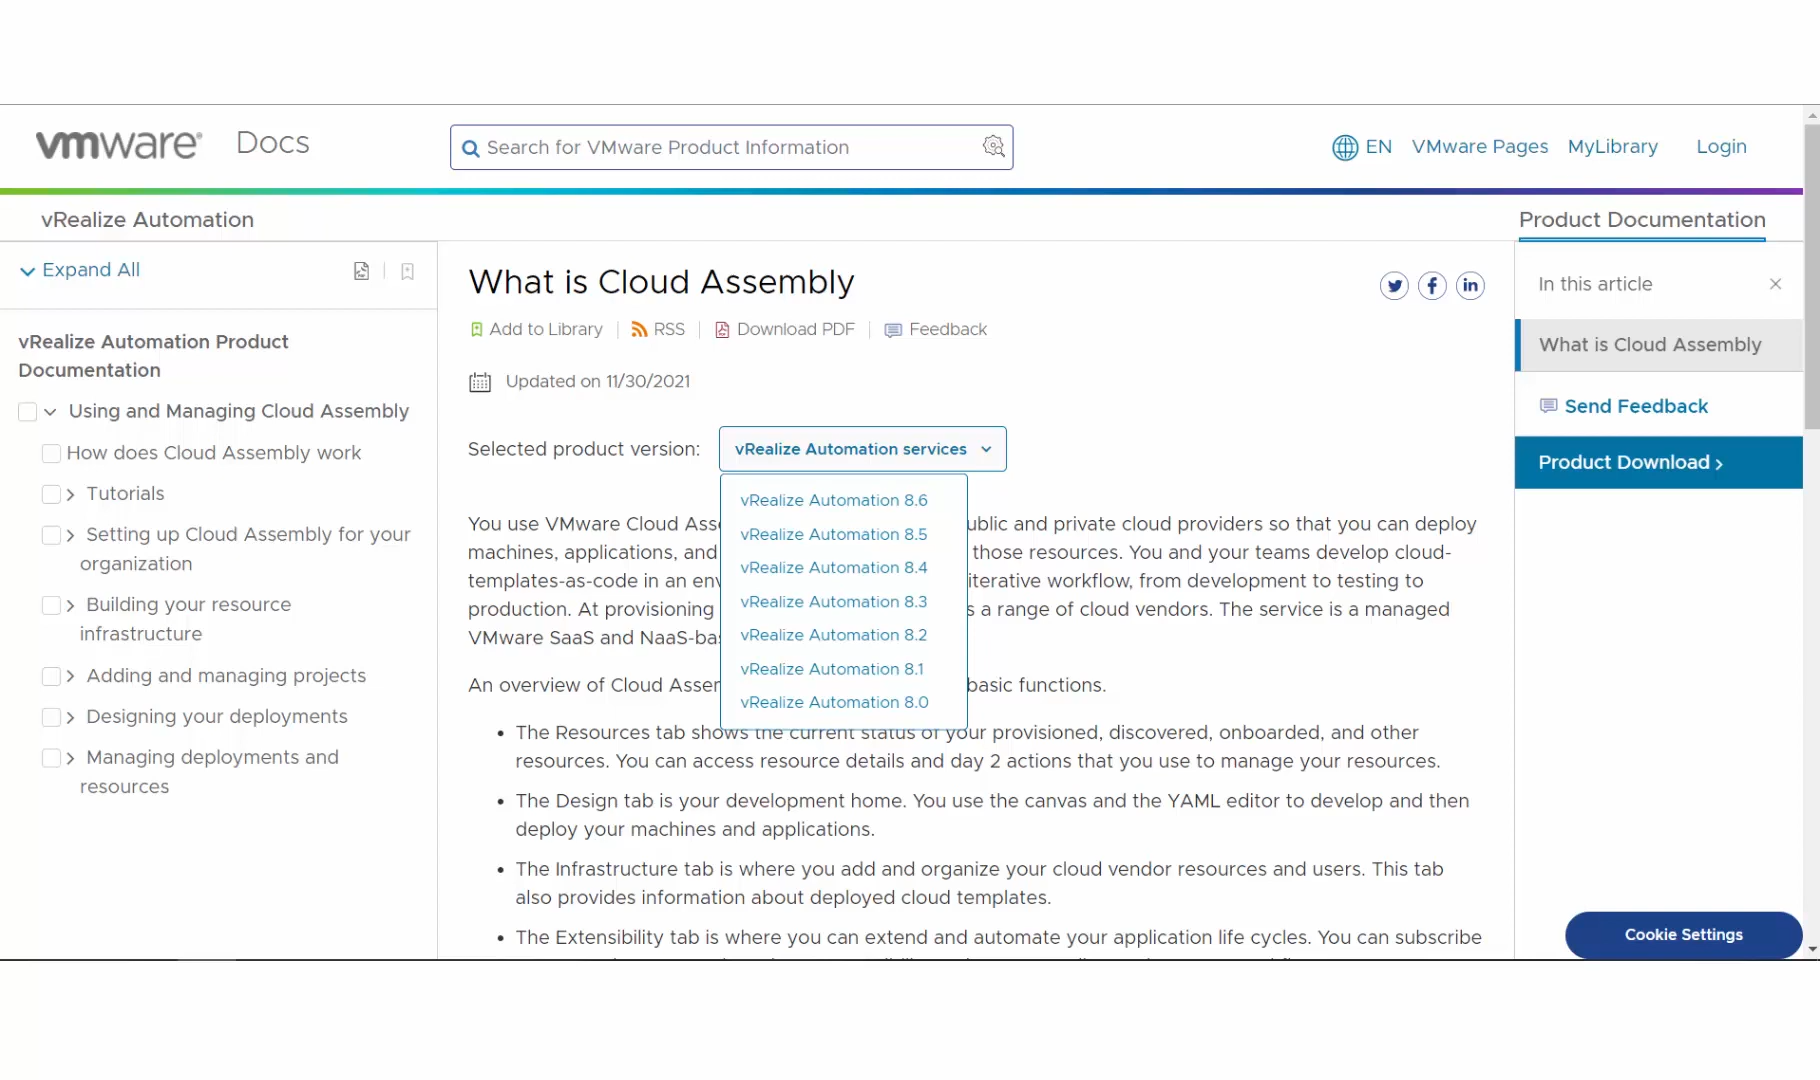 vmware® Docs
Search for VMware Product Information
EN VMware Pages MyLibrary Login
vRealize Automation
Product Documentation
Expand All
vRealize Automation Product
Documentation
Using and Managing Cloud Assembly
How does Cloud Assembly work
Tutorials
Setting up Cloud Assembly for your
organization
Building your resource
infrastructure
Adding and managing projects
Designing your deployments
Managing deployments and
resources
What is Cloud Assembly
Add to Library RSS Download PDF Feedback
Updated on 11/30/2021
Selected product version: vRealize Automation services
vRealize Automation 8.6
vRealize Automation 8.5
vRealize Automation 8.4
vRealize Automation 8.3
vRealize Automation 8.2
vRealize Automation 8.1
vRealize Automation 8.0
You use VMware Cloud public and private cloud providers so that you can deploy
machines, applications, and those resources. You and your teams develop cloud-
templates-as-code in an iterative workflow, from development to testing to
production. At provisioning a range of cloud vendors. The service is a managed
VMware SaaS and
An overview of Cloud basic functions.
• The Resources tab shows the current status of your provisioned, discovered, onboarded, and other
resources. You can access resource details and day 2 actions that you use to manage your resources.
• The Design tab is your development home. You use the canvas and the YAML editor to develop and then
deploy your machines and applications.
• The Infrastructure tab is where you add and organize your cloud vendor resources and users. This tab
also provides information about deployed cloud templates.
• The Extensibility tab is where you can extend and automate your application life cycles. You can subscribe
In this article
What is Cloud Assembly
Send Feedback
Product Download
Cookie Settings